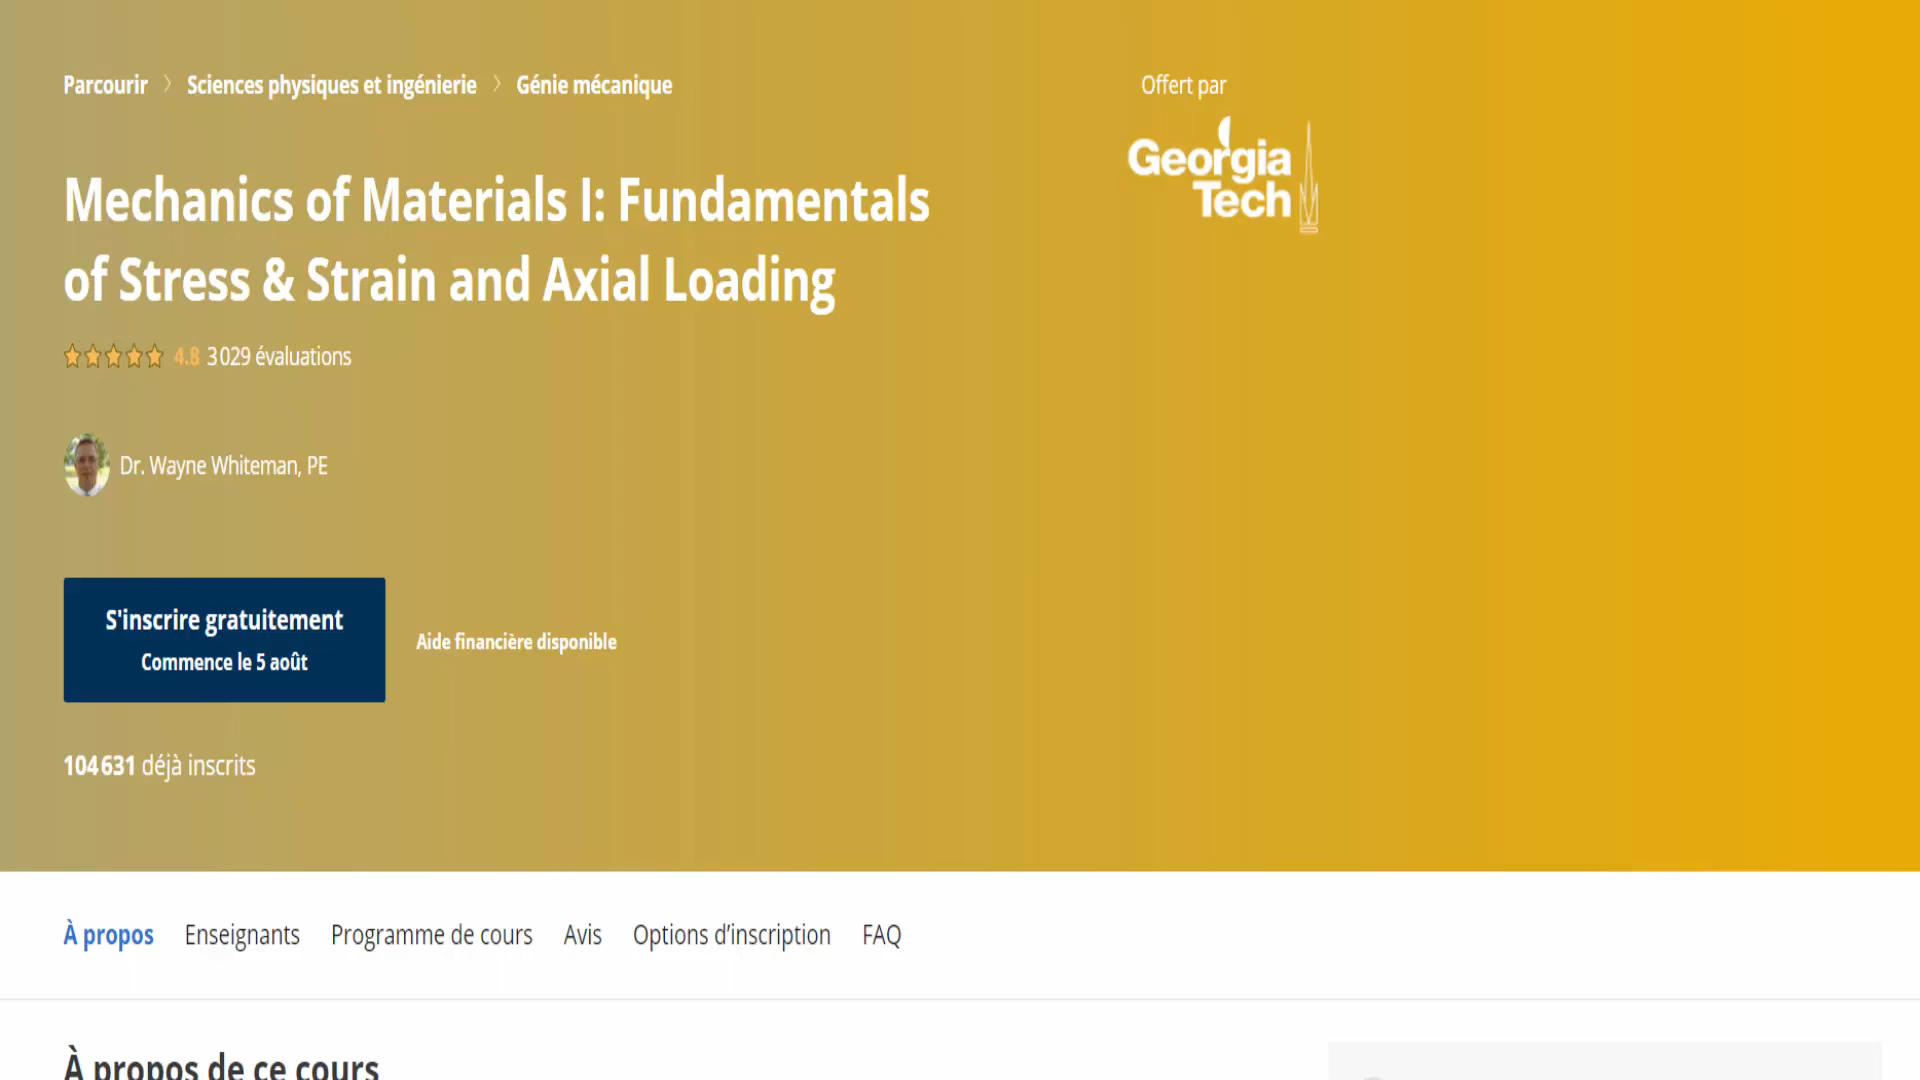 Parcourir > Sciences physiques et ingénierie > Génie mécanique
Offert par
Georgia
Tech
Mechanics of Materials I: Fundamentals
of Stress & Strain and Axial Loading
4.8 3 029 évaluations
Dr. Wayne Whiteman, PE
S'inscrire gratuitement
Commence le 5 août
Aide financière disponible
104 631 déjà inscrits
À propos Enseignants Programme de cours Avis Options d’inscription FAQ
À propos de ce cours